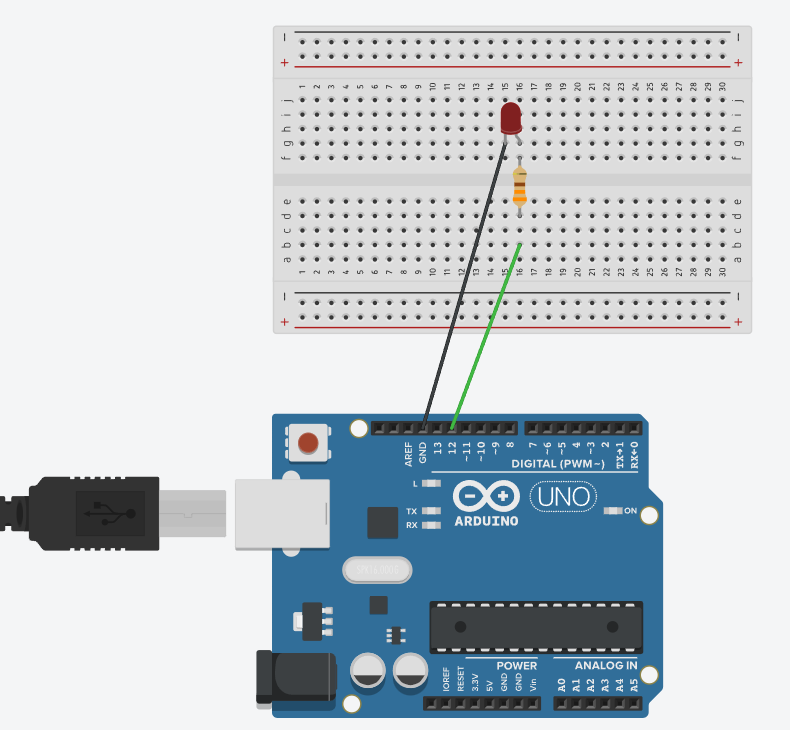 − −
+ +
1 2 3 4 5 6 7 8 9 10 11 12 13 14 15 16 17 18 19 20 21 22 23 24 25 26 27 28 29 30
j j
i i
h h
g g
f f
e e
d d
c c
b b
a a
1 2 3 4 5 6 7 8 9 10 11 12 13 14 15 16 17 18 19 20 21 22 23 24 25 26 27 28 29 30
− −
+ +
AREF GND 13 12 ~11 ~10 ~9 8 7 ~6 ~5 4 ~3 2 TX→1 RX←0
DIGITAL (PWM~)
L
TX
RX
ARDUINO
UNO
ON
POWER ANALOG IN
IOREF RESET 3.3V 5V GND GND Vin A0 A1 A2 A3 A4 A5